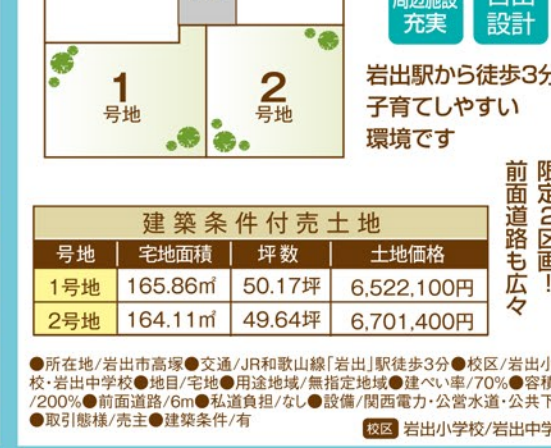 周辺施設
充実
自由
設計
1
号地
2
号地
岩出駅から徒歩3分
子育てしやすい
環境です
限定2区画!
前面道路も広々
建築条件付売土地
号地 宅地面積 坪数 土地価格
1号地 165.86㎡ 50.17坪 6,522,100円
2号地 164.11㎡ 49.64坪 6,701,400円
●所在地/岩出市高塚●交通/JR和歌山線「岩出」駅徒歩3分●校区/岩出小
校・岩出中学校●地目/宅地●用途地域/無指定地域●建ぺい率/70%●容積
/200%●前面道路/6m●私道負担/なし●設備/関西電力・公営水道・公共下
●取引態様/売主●建築条件/有
校区 岩出小学校/岩出中学